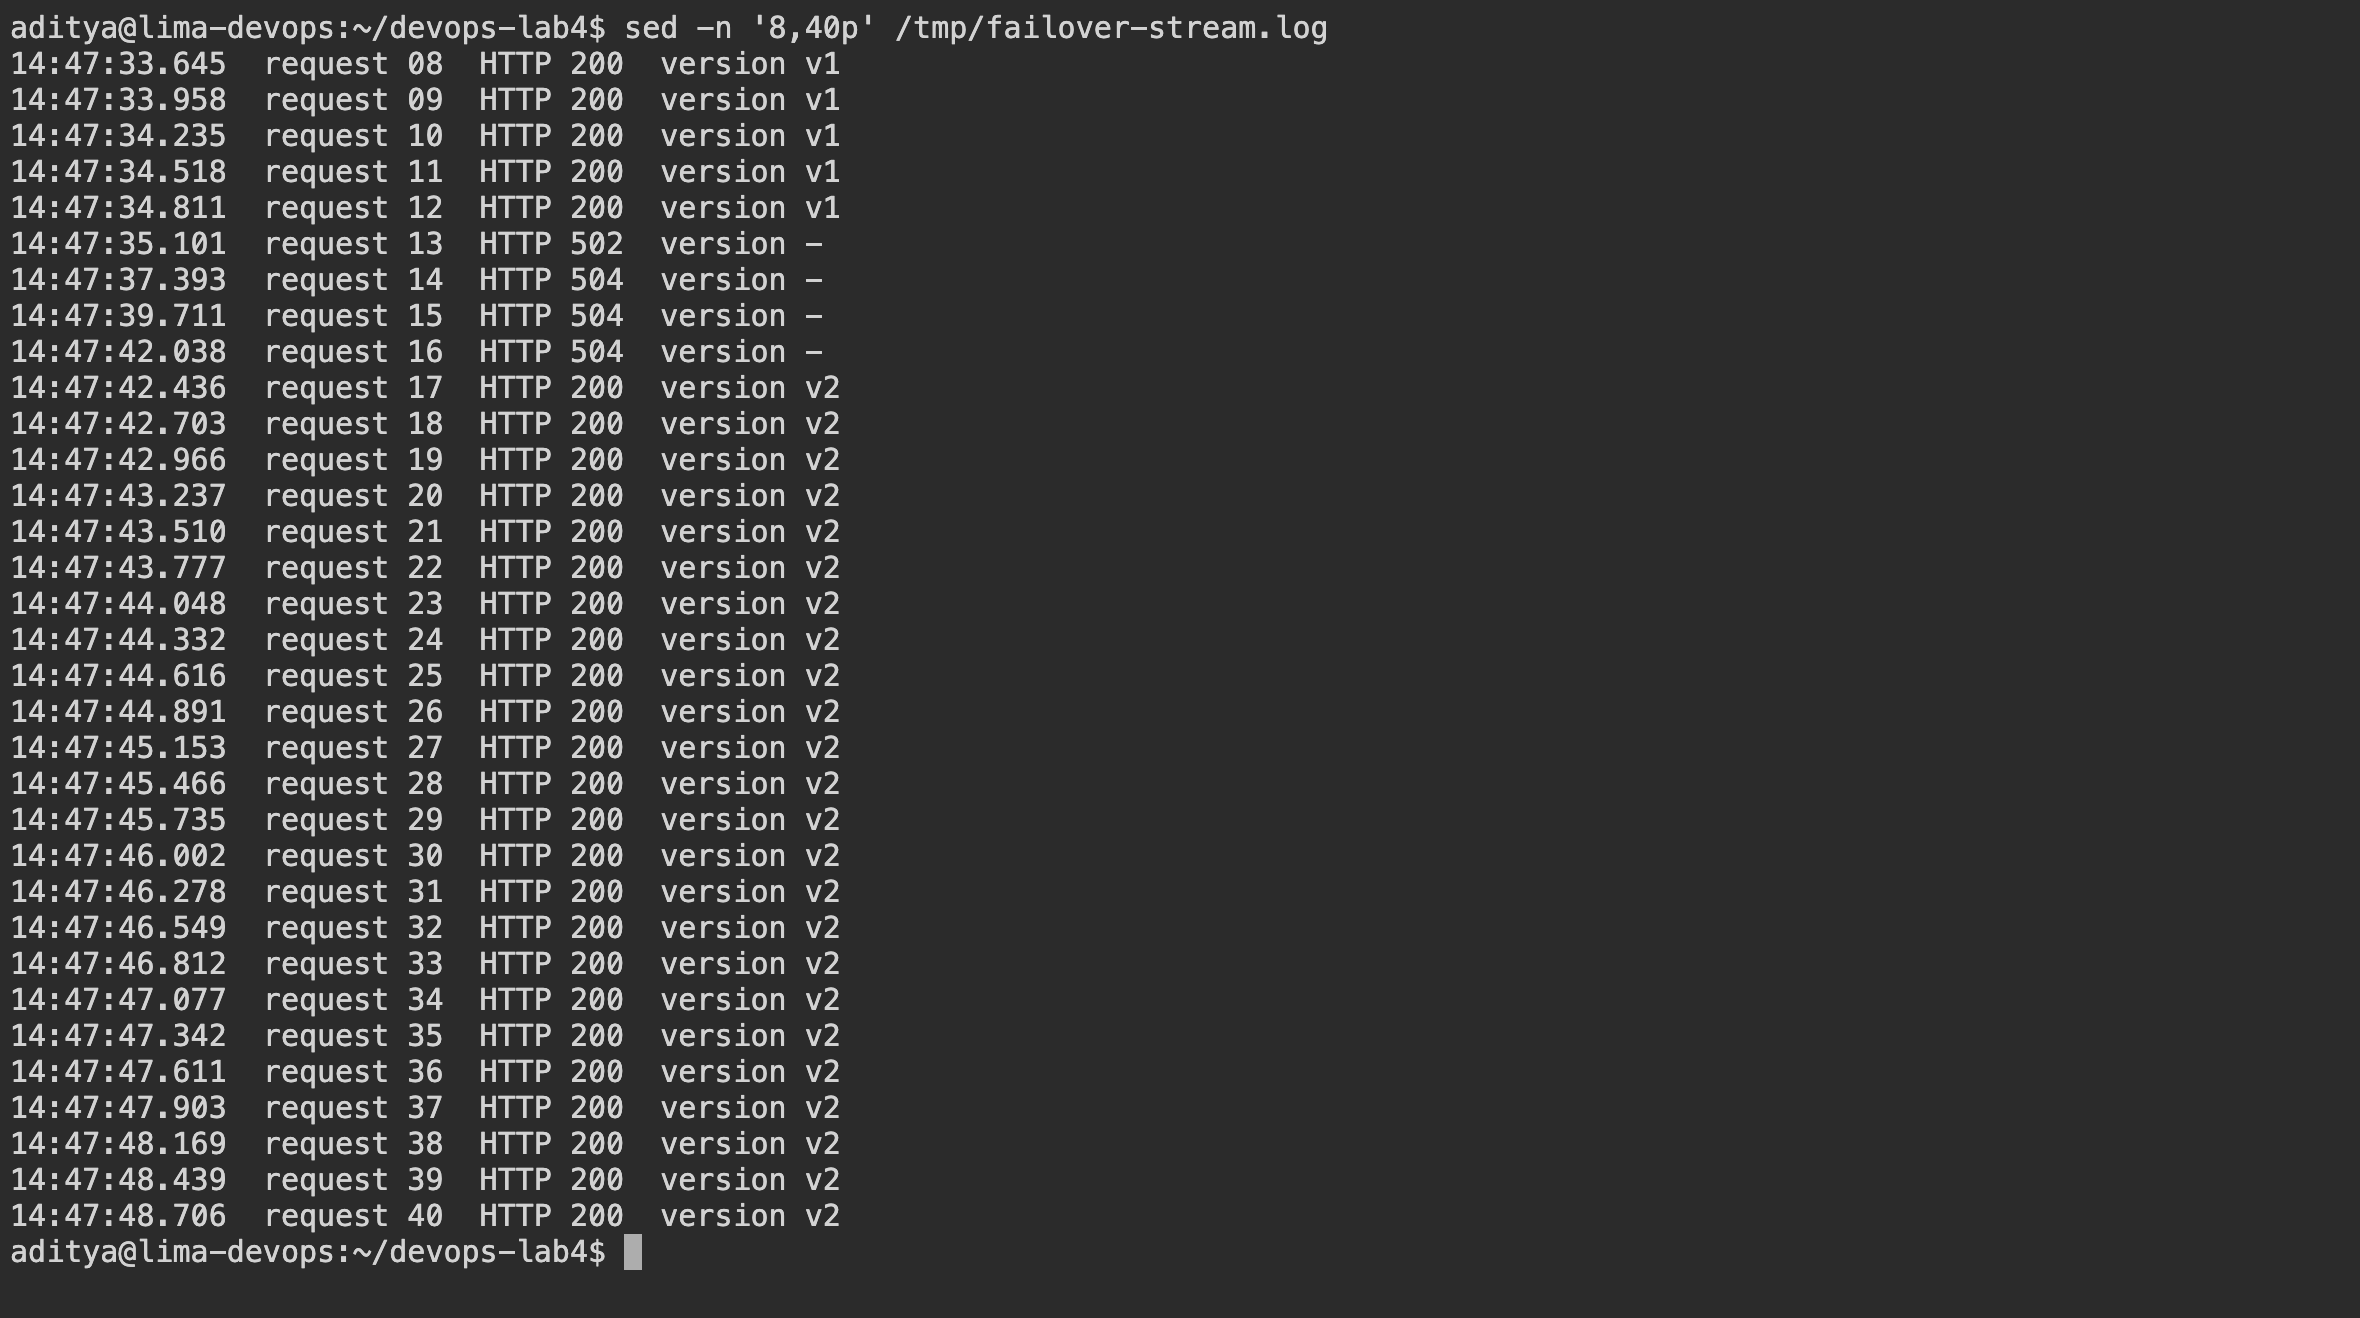 aditya@lima-devops:~/devops-lab4$ sed -n '8,40p' /tmp/failover-stream.log
14:47:33.645  request 08  HTTP 200  version v1
14:47:33.958  request 09  HTTP 200  version v1
14:47:34.235  request 10  HTTP 200  version v1
14:47:34.518  request 11  HTTP 200  version v1
14:47:34.811  request 12  HTTP 200  version v1
14:47:35.101  request 13  HTTP 502  version -
14:47:37.393  request 14  HTTP 504  version -
14:47:39.711  request 15  HTTP 504  version -
14:47:42.038  request 16  HTTP 504  version -
14:47:42.436  request 17  HTTP 200  version v2
14:47:42.703  request 18  HTTP 200  version v2
14:47:42.966  request 19  HTTP 200  version v2
14:47:43.237  request 20  HTTP 200  version v2
14:47:43.510  request 21  HTTP 200  version v2
14:47:43.777  request 22  HTTP 200  version v2
14:47:44.048  request 23  HTTP 200  version v2
14:47:44.332  request 24  HTTP 200  version v2
14:47:44.616  request 25  HTTP 200  version v2
14:47:44.891  request 26  HTTP 200  version v2
14:47:45.153  request 27  HTTP 200  version v2
14:47:45.466  request 28  HTTP 200  version v2
14:47:45.735  request 29  HTTP 200  version v2
14:47:46.002  request 30  HTTP 200  version v2
14:47:46.278  request 31  HTTP 200  version v2
14:47:46.549  request 32  HTTP 200  version v2
14:47:46.812  request 33  HTTP 200  version v2
14:47:47.077  request 34  HTTP 200  version v2
14:47:47.342  request 35  HTTP 200  version v2
14:47:47.611  request 36  HTTP 200  version v2
14:47:47.903  request 37  HTTP 200  version v2
14:47:48.169  request 38  HTTP 200  version v2
14:47:48.439  request 39  HTTP 200  version v2
14:47:48.706  request 40  HTTP 200  version v2
aditya@lima-devops:~/devops-lab4$